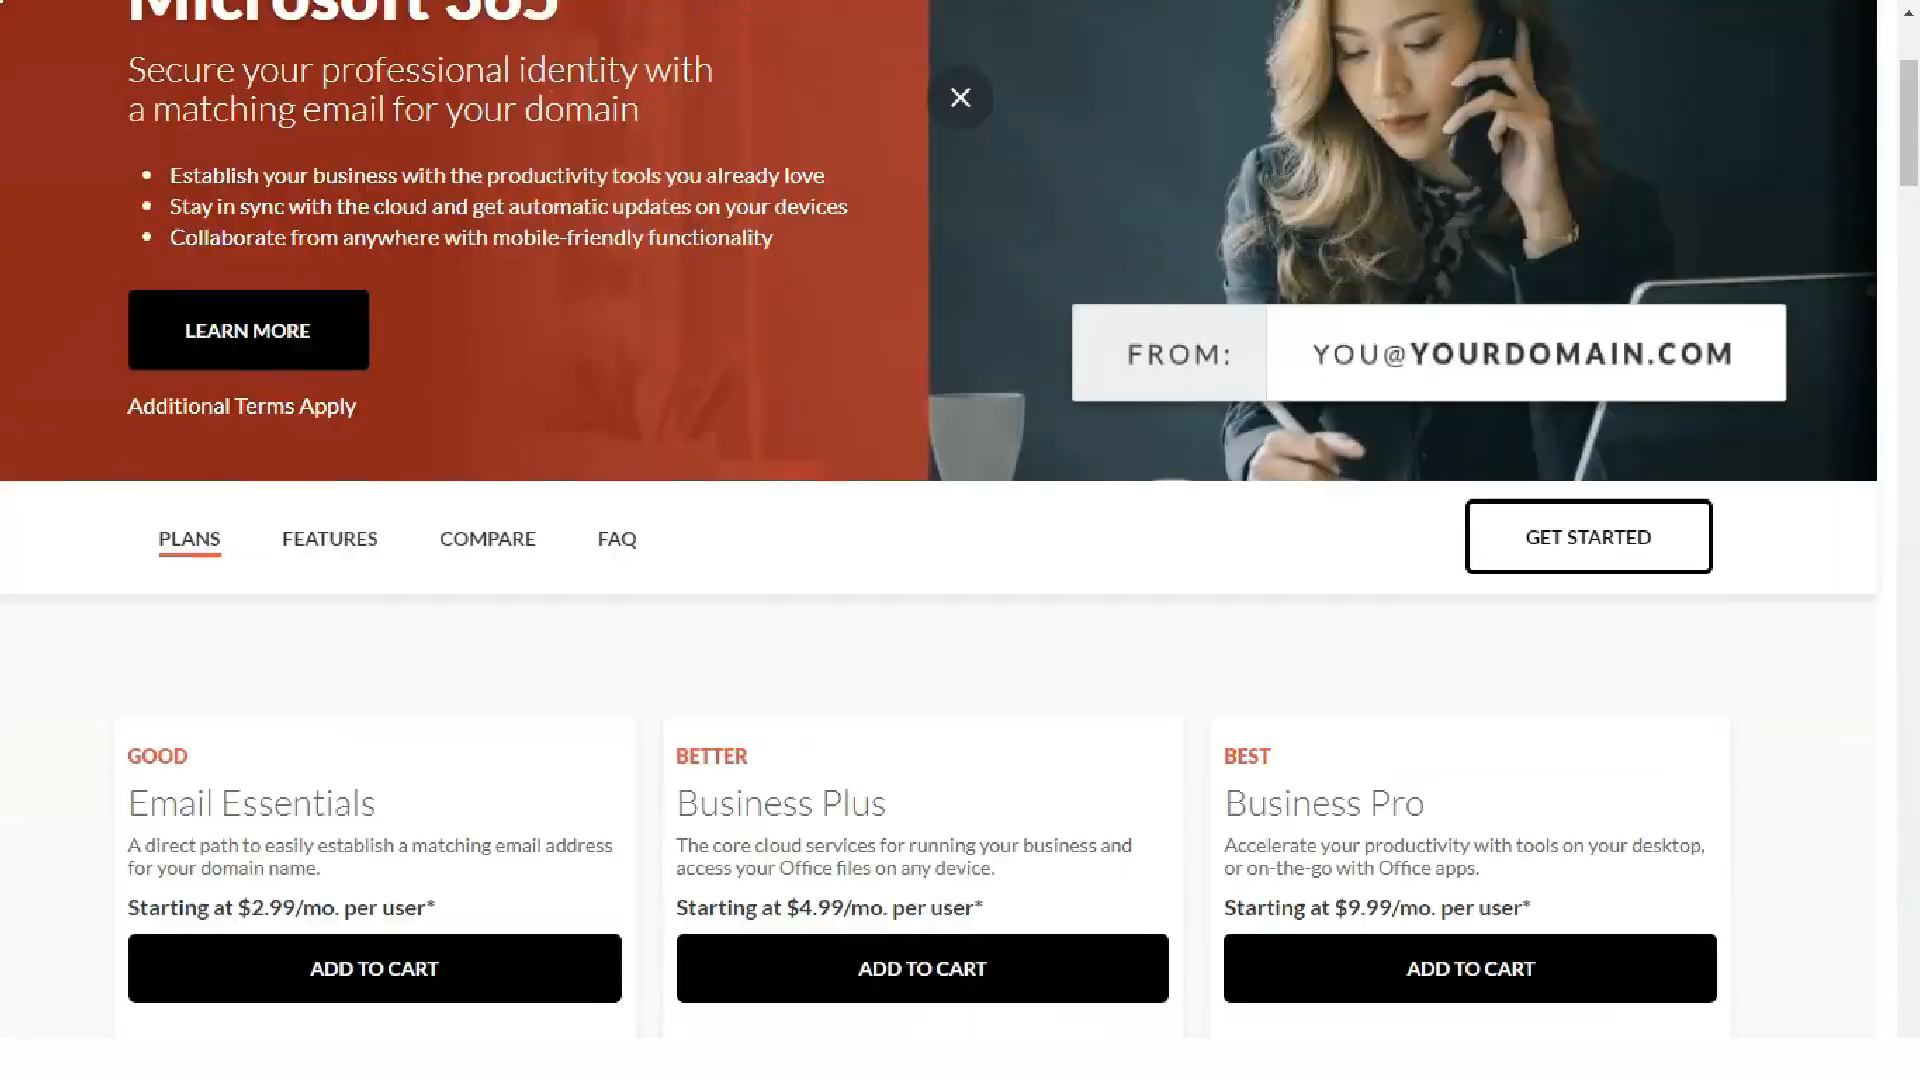 Microsoft 365
Secure your professional identity with
a matching email for your domain
Establish your business with the productivity tools you already love
Stay in sync with the cloud and get automatic updates on your devices
Collaborate from anywhere with mobile-friendly functionality
LEARN MORE
Additional Terms Apply
FROM: YOU@YOURDOMAIN.COM
PLANS FEATURES COMPARE FAQ GET STARTED
GOOD
Email Essentials
A direct path to easily establish a matching email address
for your domain name.
Starting at $2.99/mo. per user*
ADD TO CART
BETTER
Business Plus
The core cloud services for running your business and
access your Office files on any device.
Starting at $4.99/mo. per user*
ADD TO CART
BEST
Business Pro
Accelerate your productivity with tools on your desktop,
or on-the-go with Office apps.
Starting at $9.99/mo. per user*
ADD TO CART